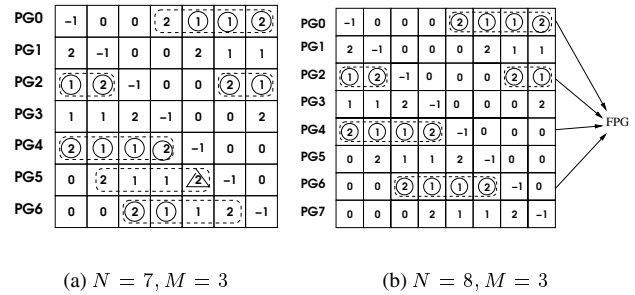 PG0 -1 0 0 2 1 1 2
PG1 2 -1 0 0 2 1 1
PG2 1 2 -1 0 0 2 1
PG3 1 1 2 -1 0 0 2
PG4 2 1 1 2 -1 0 0
PG5 0 2 1 1 2 -1 0
PG6 0 0 2 1 1 2 -1
(a) N = 7, M = 3
PG0 -1 0 0 0 2 1 1 2
PG1 2 -1 0 0 0 2 1 1
PG2 1 2 -1 0 0 0 2 1
PG3 1 1 2 -1 0 0 0 2
PG4 2 1 1 2 -1 0 0 0
PG5 0 2 1 1 2 -1 0 0
PG6 0 0 2 1 1 2 -1 0
PG7 0 0 0 2 1 1 2 -1
FPG
(b) N = 8, M = 3